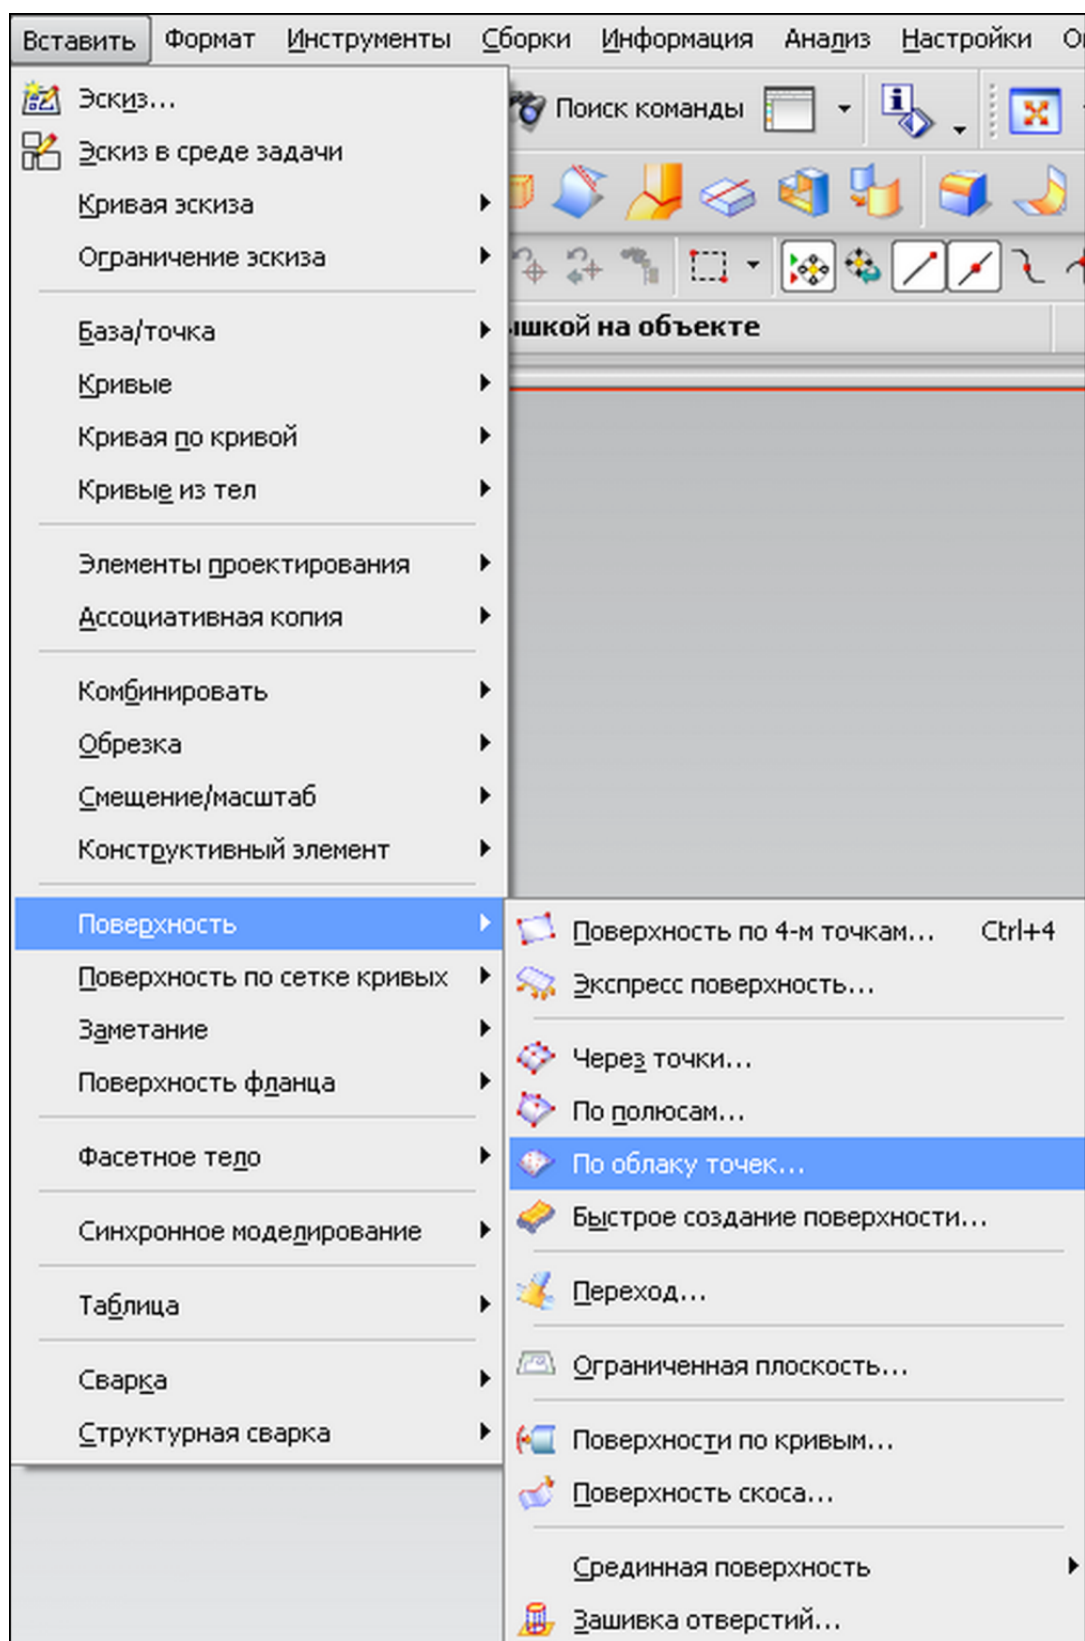 Вставить Формат Инструменты Сборки Информация Анализ Настройки
Эскиз...
Поиск команды
Эскиз в среде задачи
Кривая эскиза
Ограничение эскиза
База/точка
ышкой на объекте
Кривые
Кривая по кривой
Кривые из тел
Элементы проектирования
Ассоциативная копия
Комбинировать
Обрезка
Смещение/масштаб
Конструктивный элемент
Поверхность
Поверхность по сетке кривых
Заметание
Поверхность фланца
Фасетное тело
Синхронное моделирование
Таблица
Сварка
Структурная сварка
Поверхность по 4-м точкам... Ctrl+4
Экспресс поверхность...
Через точки...
По полюсам...
По облаку точек...
Быстрое создание поверхности...
Переход...
Ограниченная плоскость...
Поверхности по кривым...
Поверхность скоса...
Срединная поверхность
Зашивка отверстий...